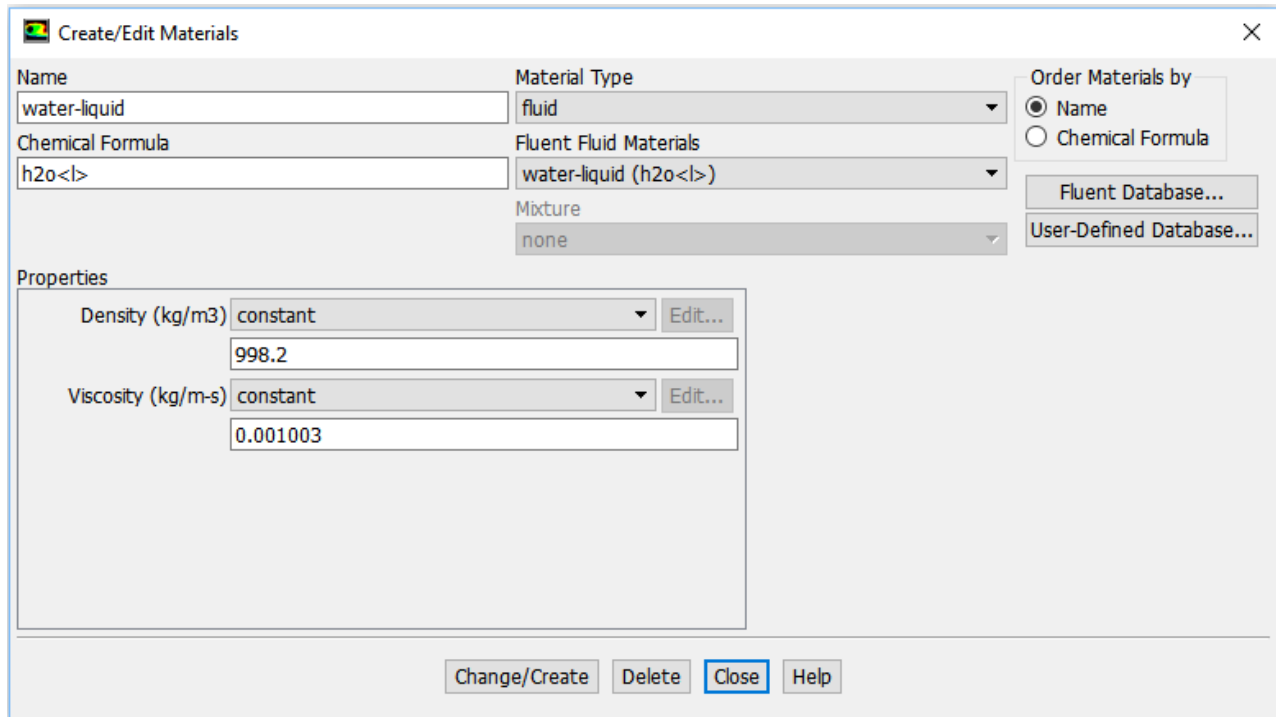 Create/Edit Materials
Name
water-liquid
Chemical Formula
h2o<l>
Material Type
fluid
Fluent Fluid Materials
water-liquid (h2o<l>)
Mixture
none
Order Materials by
Name
Chemical Formula
Fluent Database...
User-Defined Database...
Properties
Density (kg/m3) constant Edit...
998.2
Viscosity (kg/m-s) constant Edit...
0.001003
Change/Create Delete Close Help